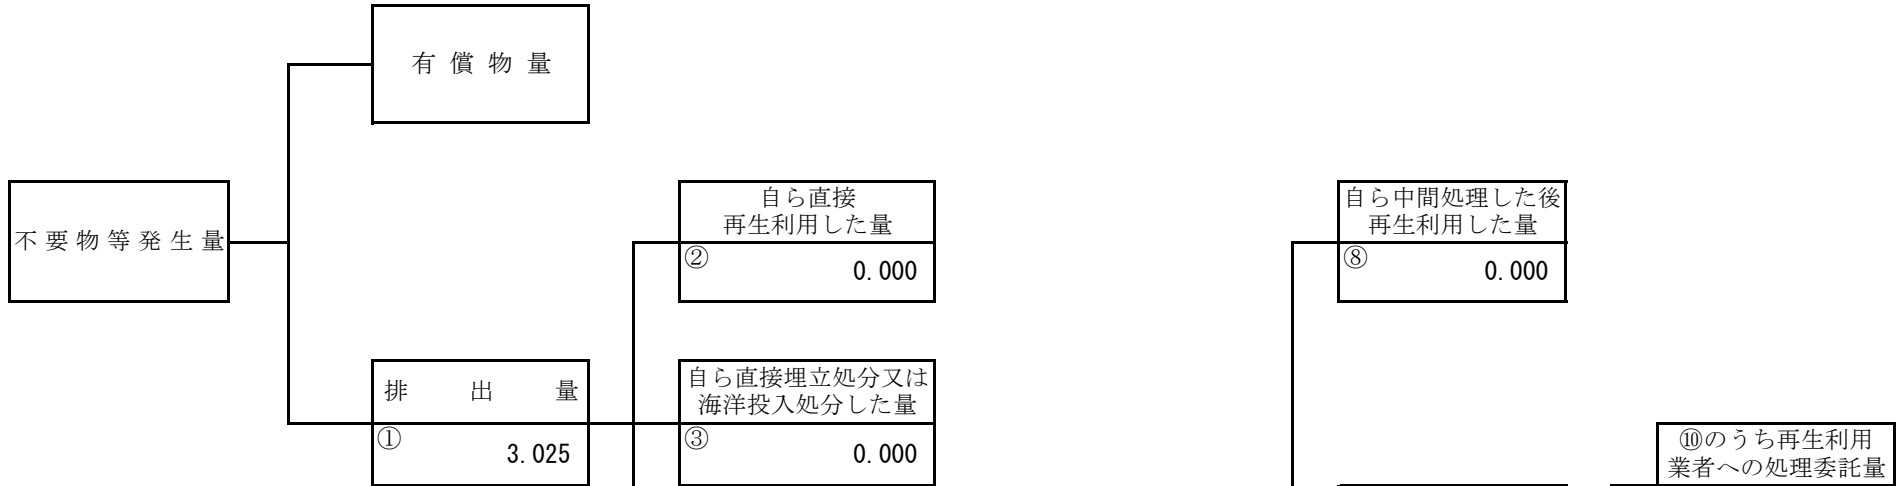 有償物量
不要物等発生量
自ら直接
再生利用した量
② 0.000
自ら中間処理した後
再生利用した量
⑧ 0.000
排出量
① 3.025
自ら直接埋立処分又は
海洋投入処分した量
③ 0.000
⑩のうち再生利用
業者への処理委託量